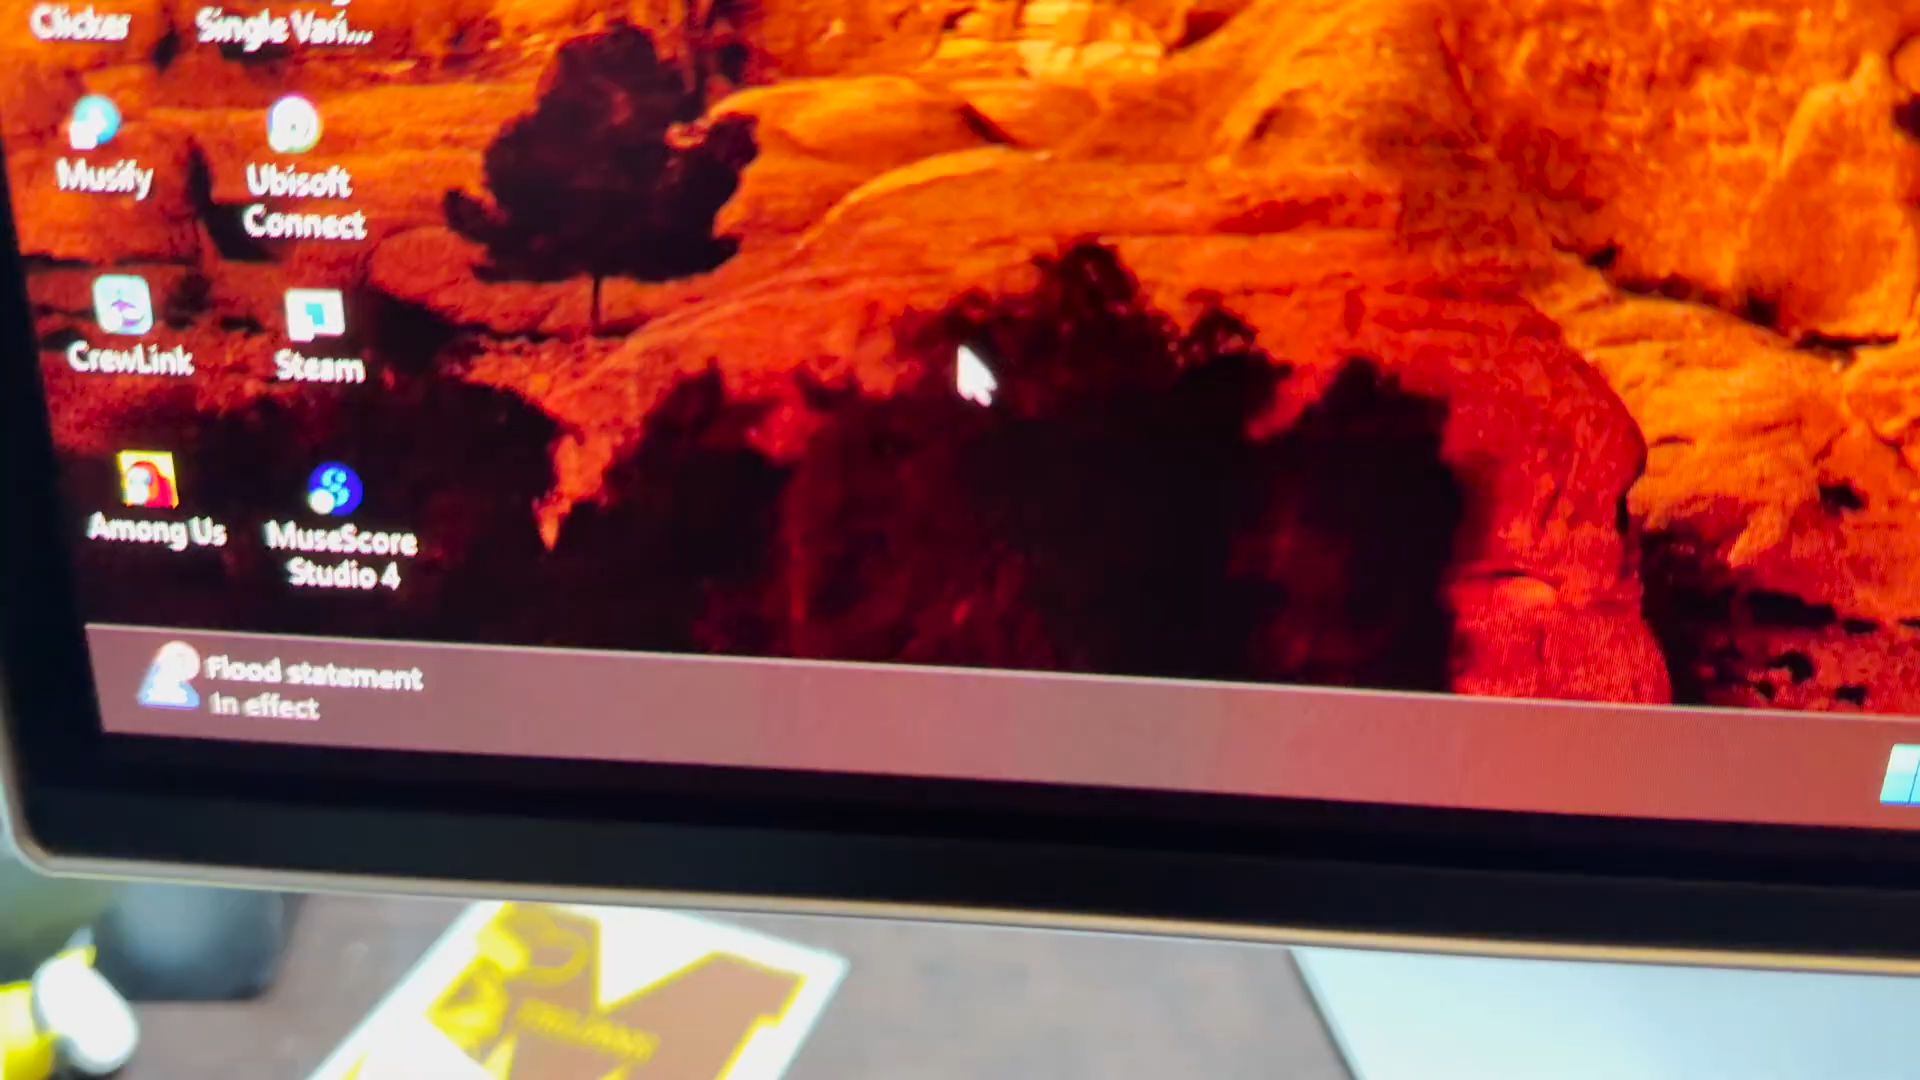 Clicker
Single Vari...
Musify
Ubisoft
Connect
CrewLink
Steam
Among Us
MuseScore
Studio 4
Flood statement
In effect
M